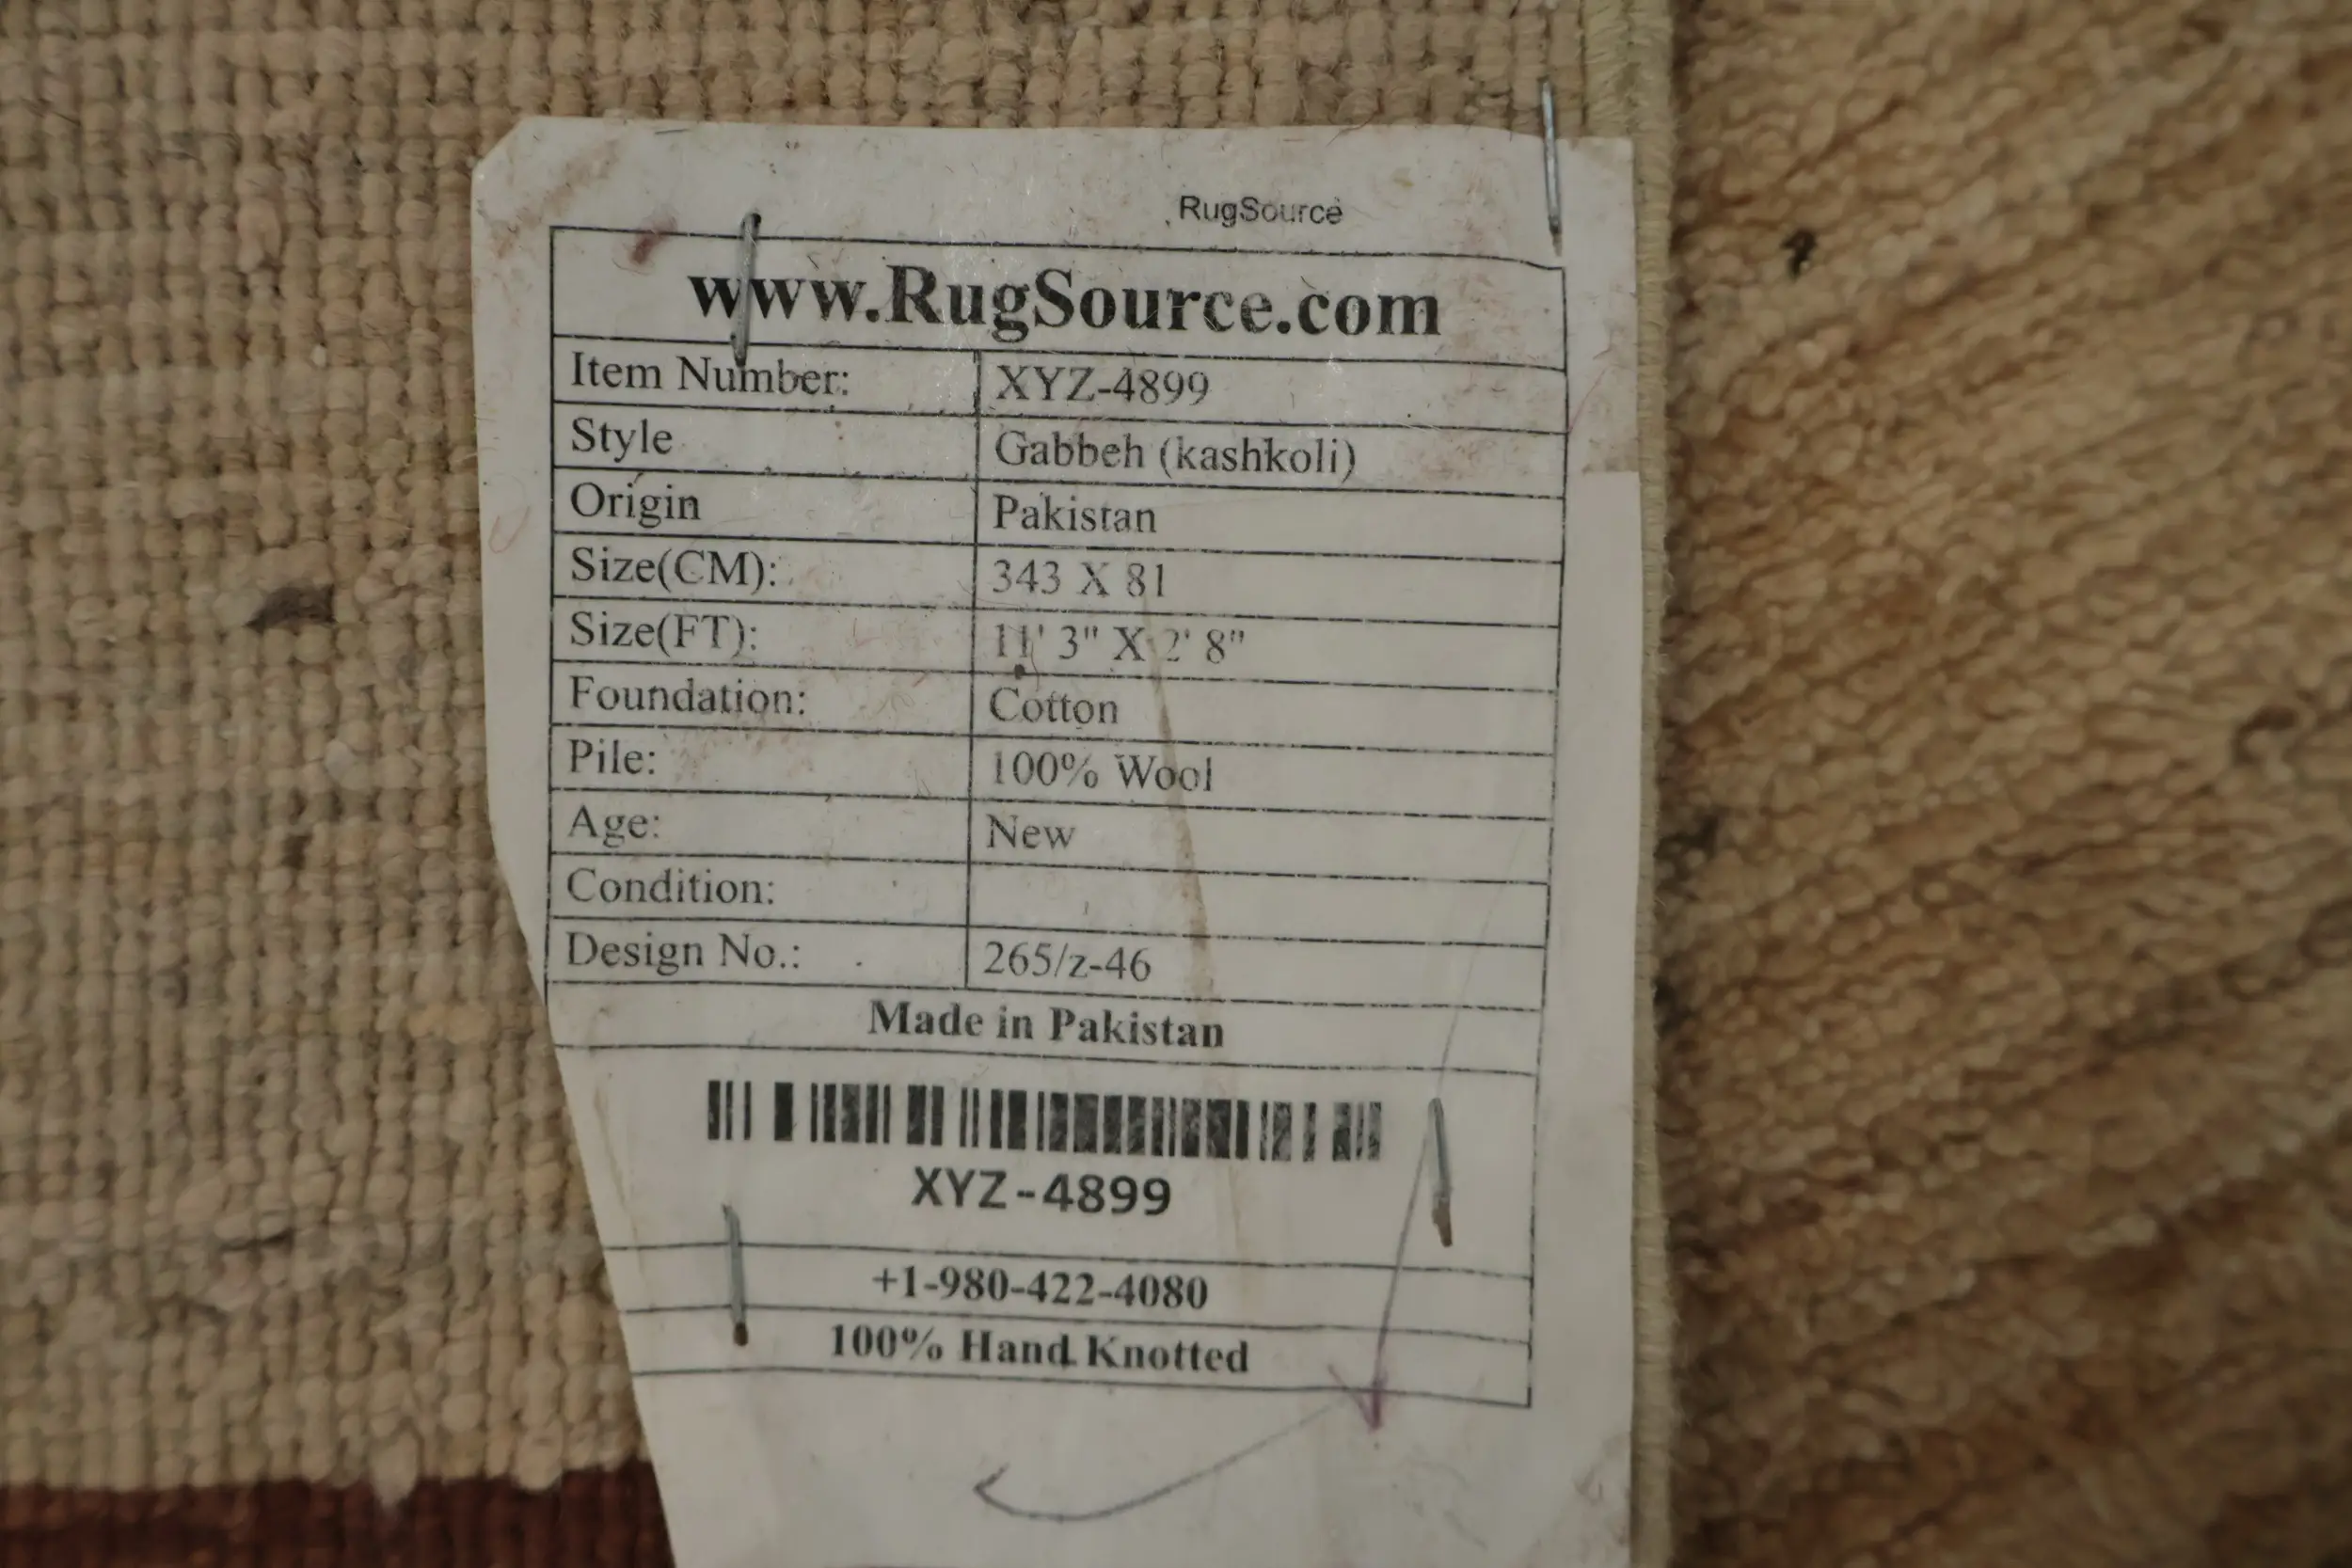 RugSource
www.RugSource.com
Item Number: XYZ-4899
Style Gabbeh (kashkoli)
Origin Pakistan
Size(CM): 343 X 81
Size(FT): 11' 3" X 2' 8"
Foundation: Cotton
Pile: 100% Wool
Age: New
Condition:
Design No.: 265/z-46
Made in Pakistan
XYZ-4899
+1-980-422-4080
100% Hand Knotted